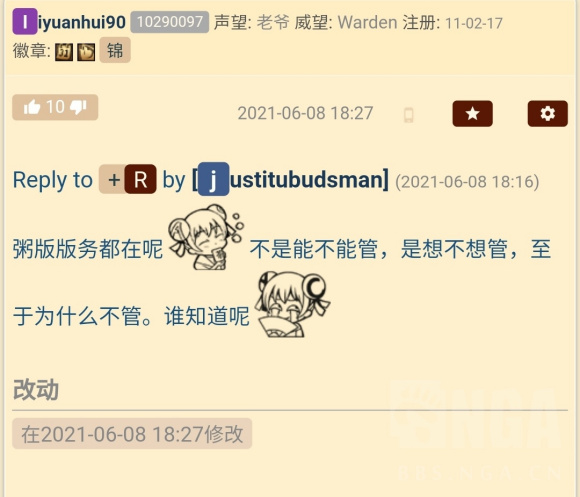 liyuanhui90 10290097 声望: 老爷 威望: Warden 注册: 11-02-17
徽章: 锦
10
2021-06-08 18:27
Reply to +R by [justitubudsman] (2021-06-08 18:16)
粥版版务都在呢 不是能不能管，是想不想管，至
于为什么不管。谁知道呢
改动
在2021-06-08 18:27修改
NGA
BBS.NGA.CN